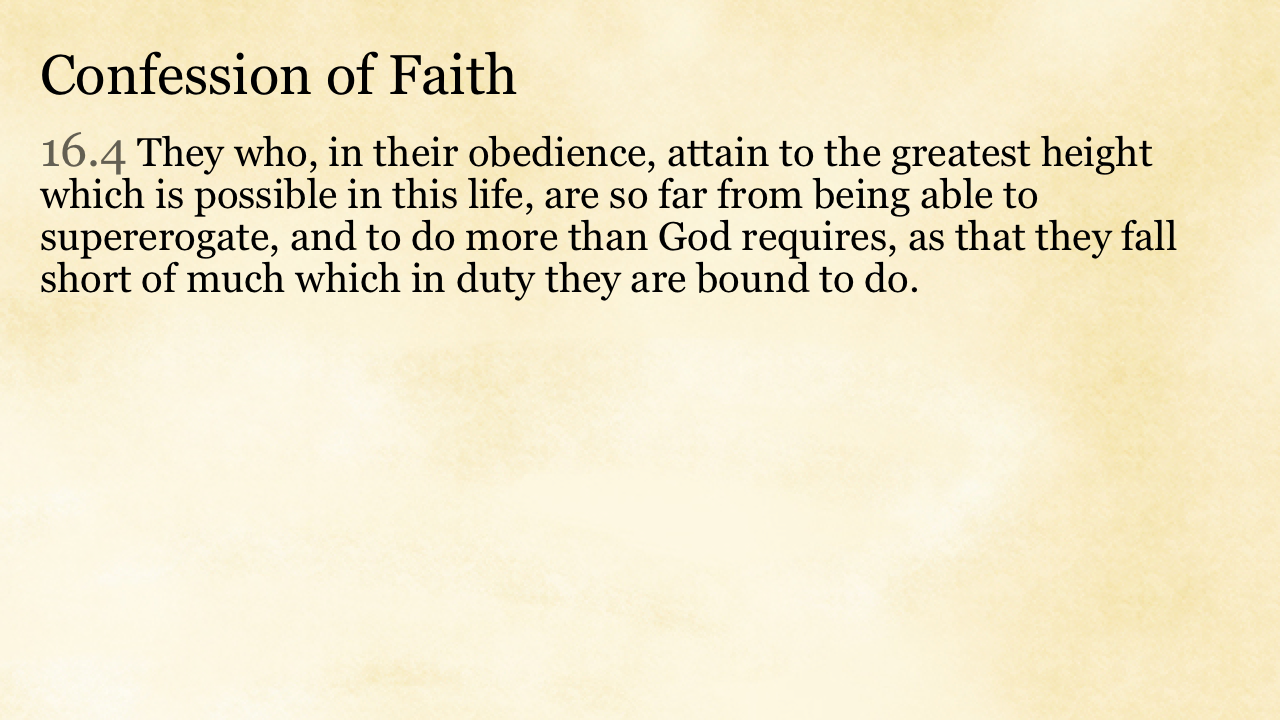 Confession of Faith
16.4 They who, in their obedience, attain to the greatest height
which is possible in this life, are so far from being able to
supererogate, and to do more than God requires, as that they fall
short of much which in duty they are bound to do.